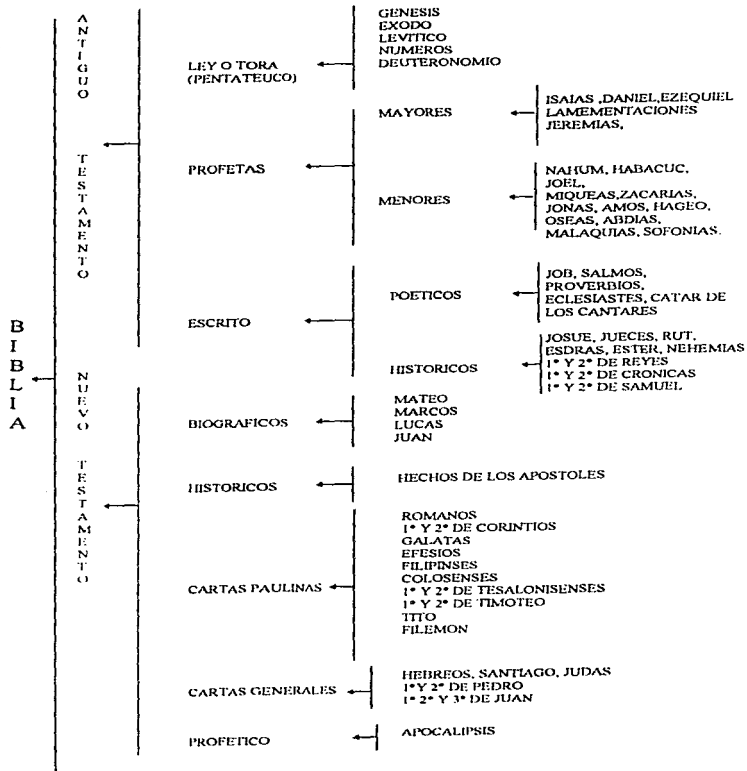 BIBLIA
ANTIGUO TESTAMENTO
LEY O TORA
(PENTATEUCO)
GENESIS
EXODO
LEVITICO
NUMEROS
DEUTERONOMIO
PROFETAS
MAYORES
ISAIAS ,DANIEL,EZEQUIEL
LAMEMENTACIONES
JEREMIAS,
MENORES
NAHUM, HABACUC,
JOEL,
MIQUEAS,ZACARIAS,
JONAS, AMOS, HAGEO,
OSEAS, ABDIAS,
MALAQUIAS, SOFONIAS.
ESCRITO
POETICOS
JOB, SALMOS,
PROVERBIOS,
ECLESIASTES, CATAR DE
LOS CANTARES
HISTORICOS
JOSUE, JUECES, RUT,
ESDRAS, ESTER, NEHEMIAS
1° Y 2° DE REYES
1° Y 2° DE CRONICAS
1° Y 2° DE SAMUEL
NUEVO TESTAMENTO
BIOGRAFICOS
MATEO
MARCOS
LUCAS
JUAN
HISTORICOS
HECHOS DE LOS APOSTOLES
CARTAS PAULINAS
ROMANOS
1° Y 2° DE CORINTIOS
GALATAS
EFESIOS
FILIPINSES
COLOSENSES
1° Y 2° DE TESALONISENSES
1° Y 2° DE TIMOTEO
TITO
FILEMON
CARTAS GENERALES
HEBREOS, SANTIAGO, JUDAS
1°Y 2° DE PEDRO
1° 2° Y 3° DE JUAN
PROFETICO
APOCALIPSIS